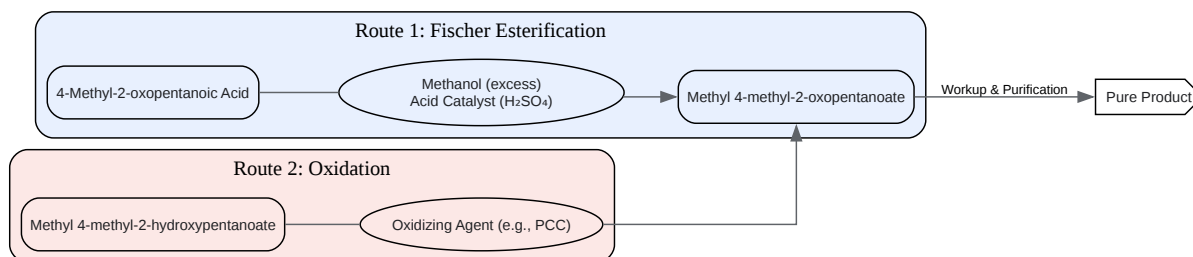 Route 1: Fischer Esterification
4-Methyl-2-oxopentanoic Acid
Methanol (excess)
Acid Catalyst (H₂SO₄)
Methyl 4-methyl-2-oxopentanoate
Workup & Purification
Pure Product
Route 2: Oxidation
Methyl 4-methyl-2-hydroxypentanoate
Oxidizing Agent (e.g., PCC)